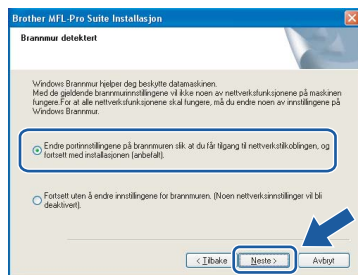 Brother MFL-Pro Suite Installasjon
Brannmur detektert
Windows Brannmur hjelper deg beskytte datamaskinen.
Med de gjeldende brannmurinnstillingene vil ikke noen av nettverksfunksjonene på maskinen
fungere.For at alle nettverksfunksjonene skal fungere, må du endre noen av innstillingene på
Windows Brannmur.
Endre portinnstillingene på brannmuren slik at du får tilgang til nettverkstilkoblingen, og
fortsett med installasjonen (anbefalt).
Fortsett uten å endre innstillingene for brannmuren. (Noen nettverksinnstillinger vil bli
deaktivert).
< Tilbake
Neste >
Avbryt